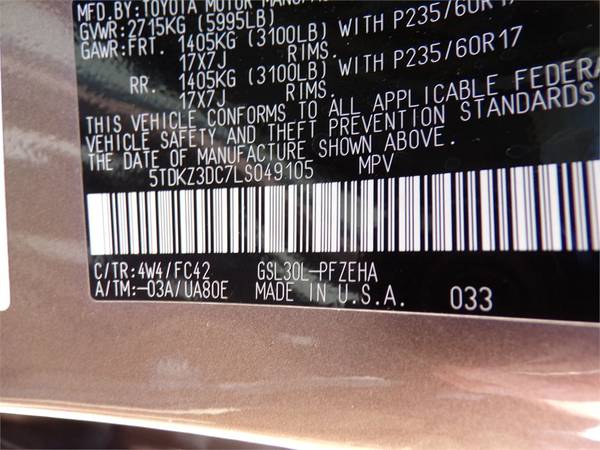 MFD.BY:TOYOTA MOTOR MANUFAC
GVWR:2715KG (5995LB)
GAWR:FRT. 1405KG (3100LB) WITH P235/60R17
17X7J RIMS.
RR. 1405KG (3100LB) WITH P235/60R17
17X7J RIMS.
THIS VEHICLE CONFORMS TO ALL APPLICABLE FEDERA
VEHICLE SAFETY AND THEFT PREVENTION STANDARDS
THE DATE OF MANUFACTURE SHOWN ABOVE.
5TDKZ3DC7LS049105 MPV
C/TR:4W4/FC42 GSL30L-PFZEHA
A/TM:-03A/UA80E MADE IN U.S.A. 033